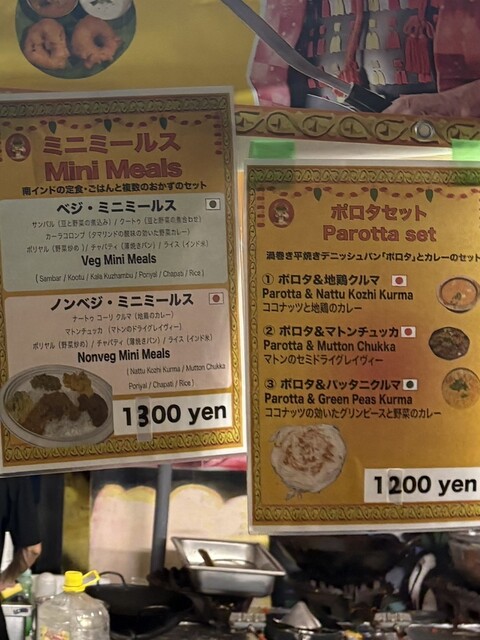 ミニミールス
Mini Meals
南インドの定食・ごはんと複数のおかずのセット
ベジ・ミニミールス
サンバル（豆と野菜の煮込み）/ クートゥ（豆と野菜の煮合わせ）
カーラコロンブ（タマリンドの酸味の効いた野菜カレー）
ポリヤル（野菜炒め）/ チャパティ（薄焼きパン）/ ライス（インド米）
Veg Mini Meals
( Sambar / Kootu / Kala Kuzhambu / Poriyal / Chapati / Rice )
ノンベジ・ミニミールス
ナートゥ コーリ クルマ（地鶏のカレー）
マトンチュッカ（マトンのドライグレイヴィー）
ポリヤル（野菜炒め）/ チャパティ（薄焼きパン）/ ライス（インド米）
Nonveg Mini Meals
( Nattu Kozhi Kurma / Mutton Chukka
Poriyal / Chapati / Rice )
1300 yen
ポロタセット
Parotta set
渦巻き平焼きデニッシュパン「ポロタ」とカレーのセット
① ポロタ&地鶏クルマ
Parotta & Nattu Kozhi Kurma
ココナッツと地鶏のカレー
② ポロタ&マトンチュッカ
Parotta & Mutton Chukka
マトンのセミドライグレイヴィー
③ ポロタ&パッタニクルマ
Parotta & Green Peas Kurma
ココナッツの効いたグリンピースと野菜のカレー
1200 yen